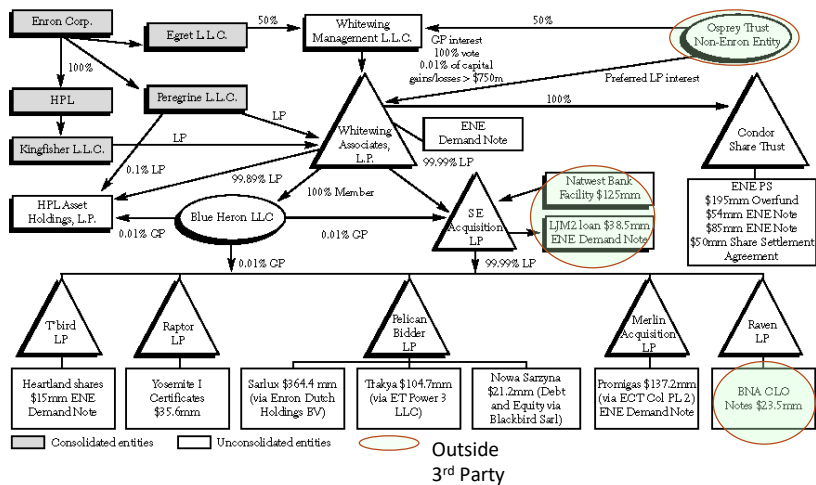 Enron Corp.
Egret L.L.C.
50%
Whitewing
Management L.L.C.
50%
Osprey Trust
Non-Enron Entity
GP interest
100% vote
0.01% of capital
gains/losses > $750m
Preferred LP interest
100%
HPL
Peregrine L.L.C.
100%
LP
Whitewing
Associates,
L.P.
ENE
Demand Note
Condor
Share Trust
Kingfisher L.L.C.
LP
0.1% LP
99.99% LP
99.89% LP
100% Member
HPL Asset
Holdings, L.P.
Blue Heron LLC
SE
Acquisition
LP
Natwest Bank
Facility $125mm
LJM2 loan $38.5mm
ENE Demand Note
ENE PS
$195mm Overfund
$54mm ENE Note
$85mm ENE Note
$50mm Share Settlement
Agreement
0.01% GP
0.01% GP
0.01% GP
99.99% LP
T'bird
LP
Raptor
LP
Pelican
Bidder
LP
Merlin
Acquisition
LP
Raven
LP
Heartland shares
$15mm ENE
Demand Note
Yosemite I
Certificates
$35.6mm
Sarlux $364.4 mm
(via Enron Dutch
Holdings BV)
Trakya $104.7mm
(via ET Power 3
LLC)
Nowa Sarzyna
$21.2mm (Debt
and Equity via
Blackbird Sarl)
Promigas $137.2mm
(via ECT Col PL 2)
ENE Demand Note
BNA CLO
Notes $23.5mm
Consolidated entities
Unconsolidated entities
Outside
3rd Party